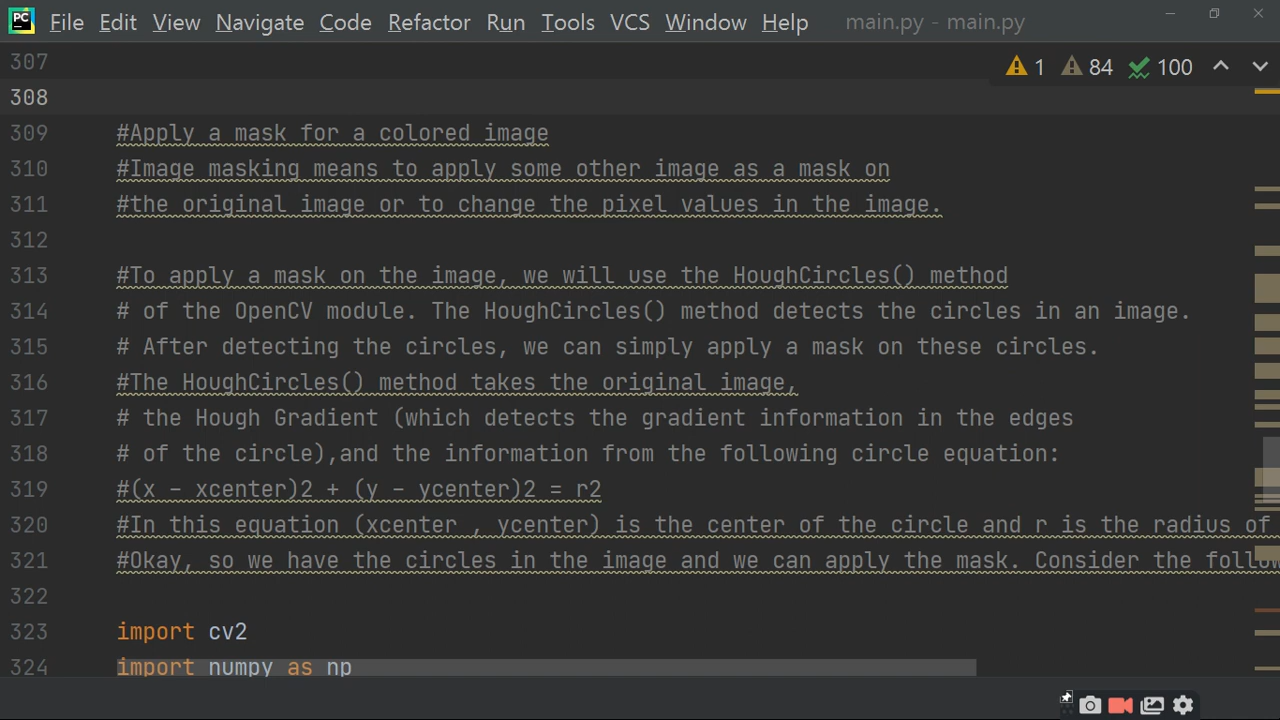 PC File Edit View Navigate Code Refactor Run Tools VCS Window Help main.py - main.py
307
1 84 100
308
309 #Apply a mask for a colored image
310 #Image masking means to apply some other image as a mask on
311 #the original image or to change the pixel values in the image.
312
313 #To apply a mask on the image, we will use the HoughCircles() method
314 # of the OpenCV module. The HoughCircles() method detects the circles in an image.
315 # After detecting the circles, we can simply apply a mask on these circles.
316 #The HoughCircles() method takes the original image,
317 # the Hough Gradient (which detects the gradient information in the edges
318 # of the circle),and the information from the following circle equation:
319 #(x - xcenter)2 + (y - ycenter)2 = r2
320 #In this equation (xcenter , ycenter) is the center of the circle and r is the radius of
321 #Okay, so we have the circles in the image and we can apply the mask. Consider the
322
323 import cv2
324 import numpy as np